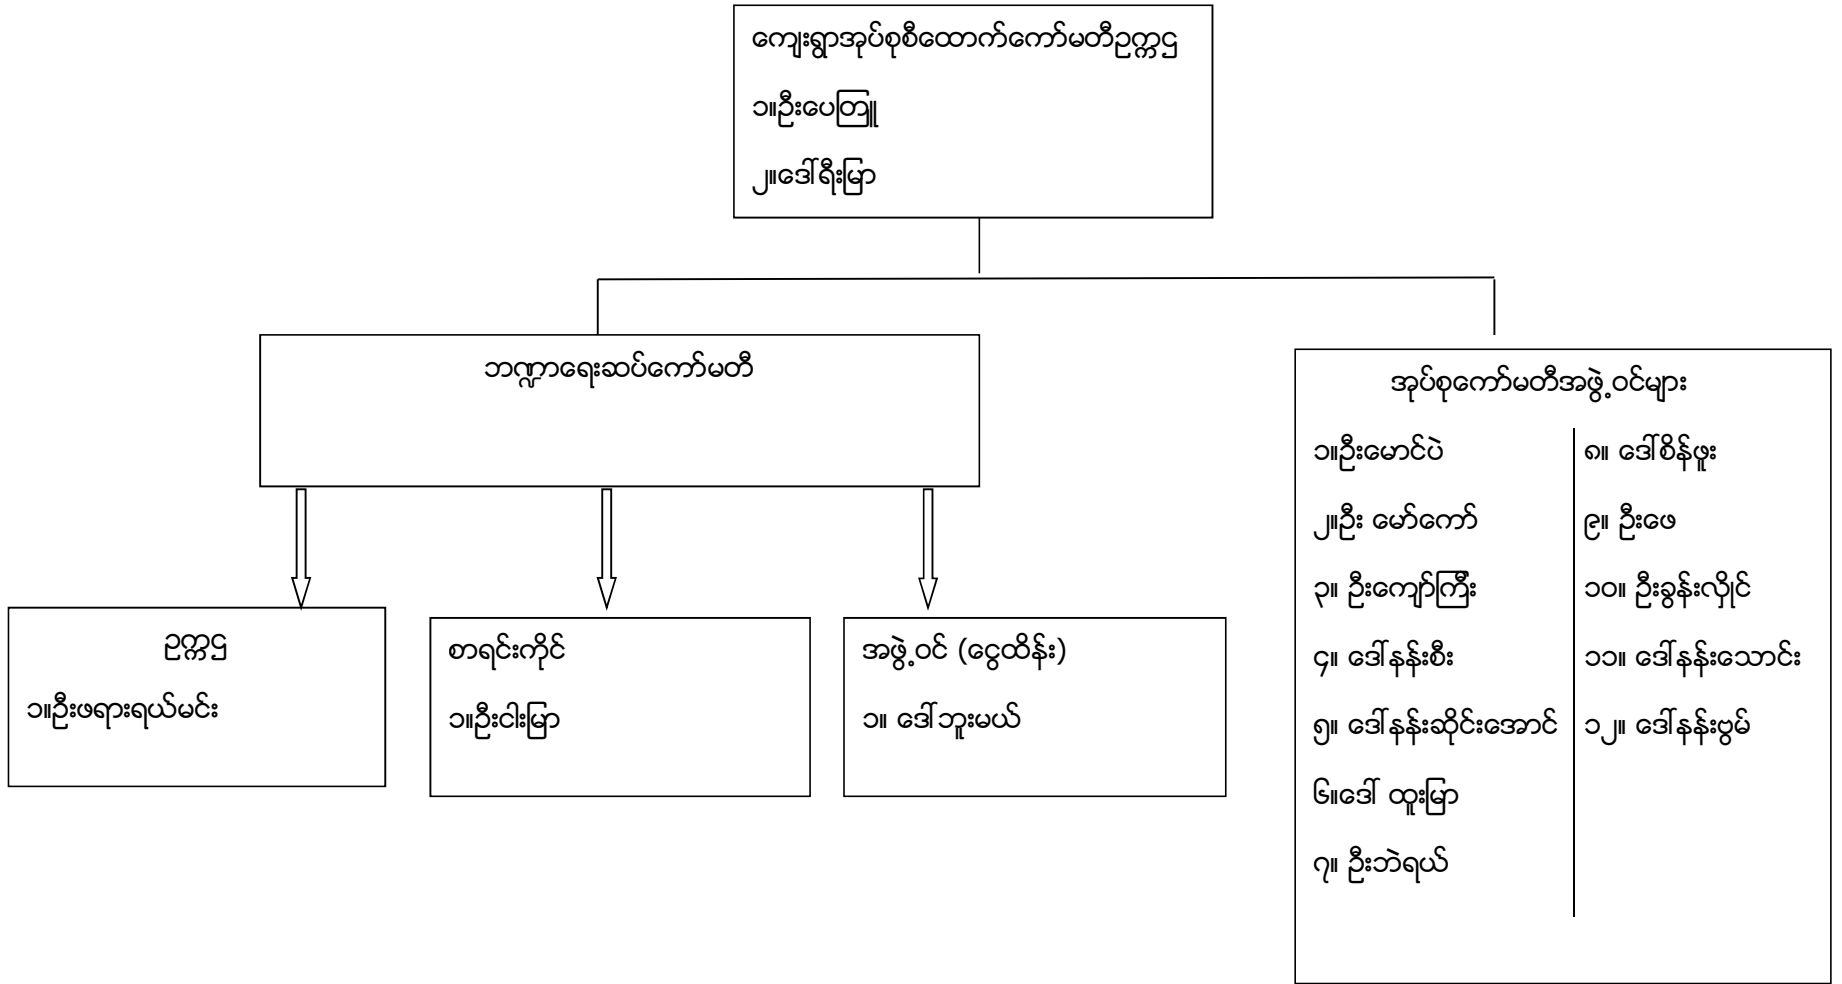 ကျေးရွာအုပ်စုစီထောက်ကော်မတီဥက္ကဌ
၁။ဦးပေတြူ
၂။ဒေါ်ရီးမြာ
ဘဏ္ဍာရေးဆပ်ကော်မတီ
ဥက္ကဌ
၁။ဦးဖရားရယ်မင်း
စာရင်းကိုင်
၁။ဦးငါးမြာ
အဖွဲ့ဝင် (ငွေထိန်း)
၁။ ဒေါ်ဘူးမယ်
အုပ်စုကော်မတီအဖွဲ့ဝင်များ
၁။ဦးမောင်ပဲ
၂။ဦး မော်ကော်
၃။ ဦးကျော်ကြီး
၄။ ဒေါ်နန်းစီး
၅။ ဒေါ်နန်းဆိုင်းအောင်
၆။ဒေါ် ထူးမြာ
၇။ ဦးဘဲရယ်
၈။ ဒေါ်စိန်ဖူး
၉။ ဦးဖေ
၁၀။ ဦးခွန်းလှိုင်
၁၁။ ဒေါ်နန်းသောင်း
၁၂။ ဒေါ်နန်းဗွမ်